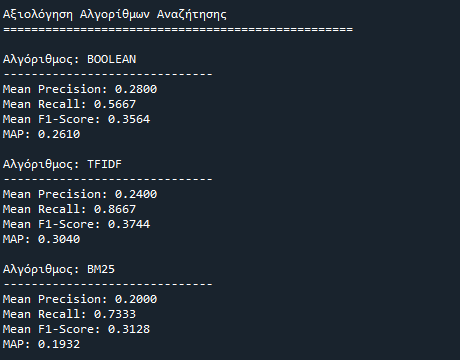 Αξιολόγηση Αλγορίθμων Αναζήτησης
==================================================
Αλγόριθμος: BOOLEAN
------------------------------
Mean Precision: 0.2800
Mean Recall: 0.5667
Mean F1-Score: 0.3564
MAP: 0.2610
Αλγόριθμος: TFIDF
------------------------------
Mean Precision: 0.2400
Mean Recall: 0.8667
Mean F1-Score: 0.3744
MAP: 0.3040
Αλγόριθμος: BM25
------------------------------
Mean Precision: 0.2000
Mean Recall: 0.7333
Mean F1-Score: 0.3128
MAP: 0.1932